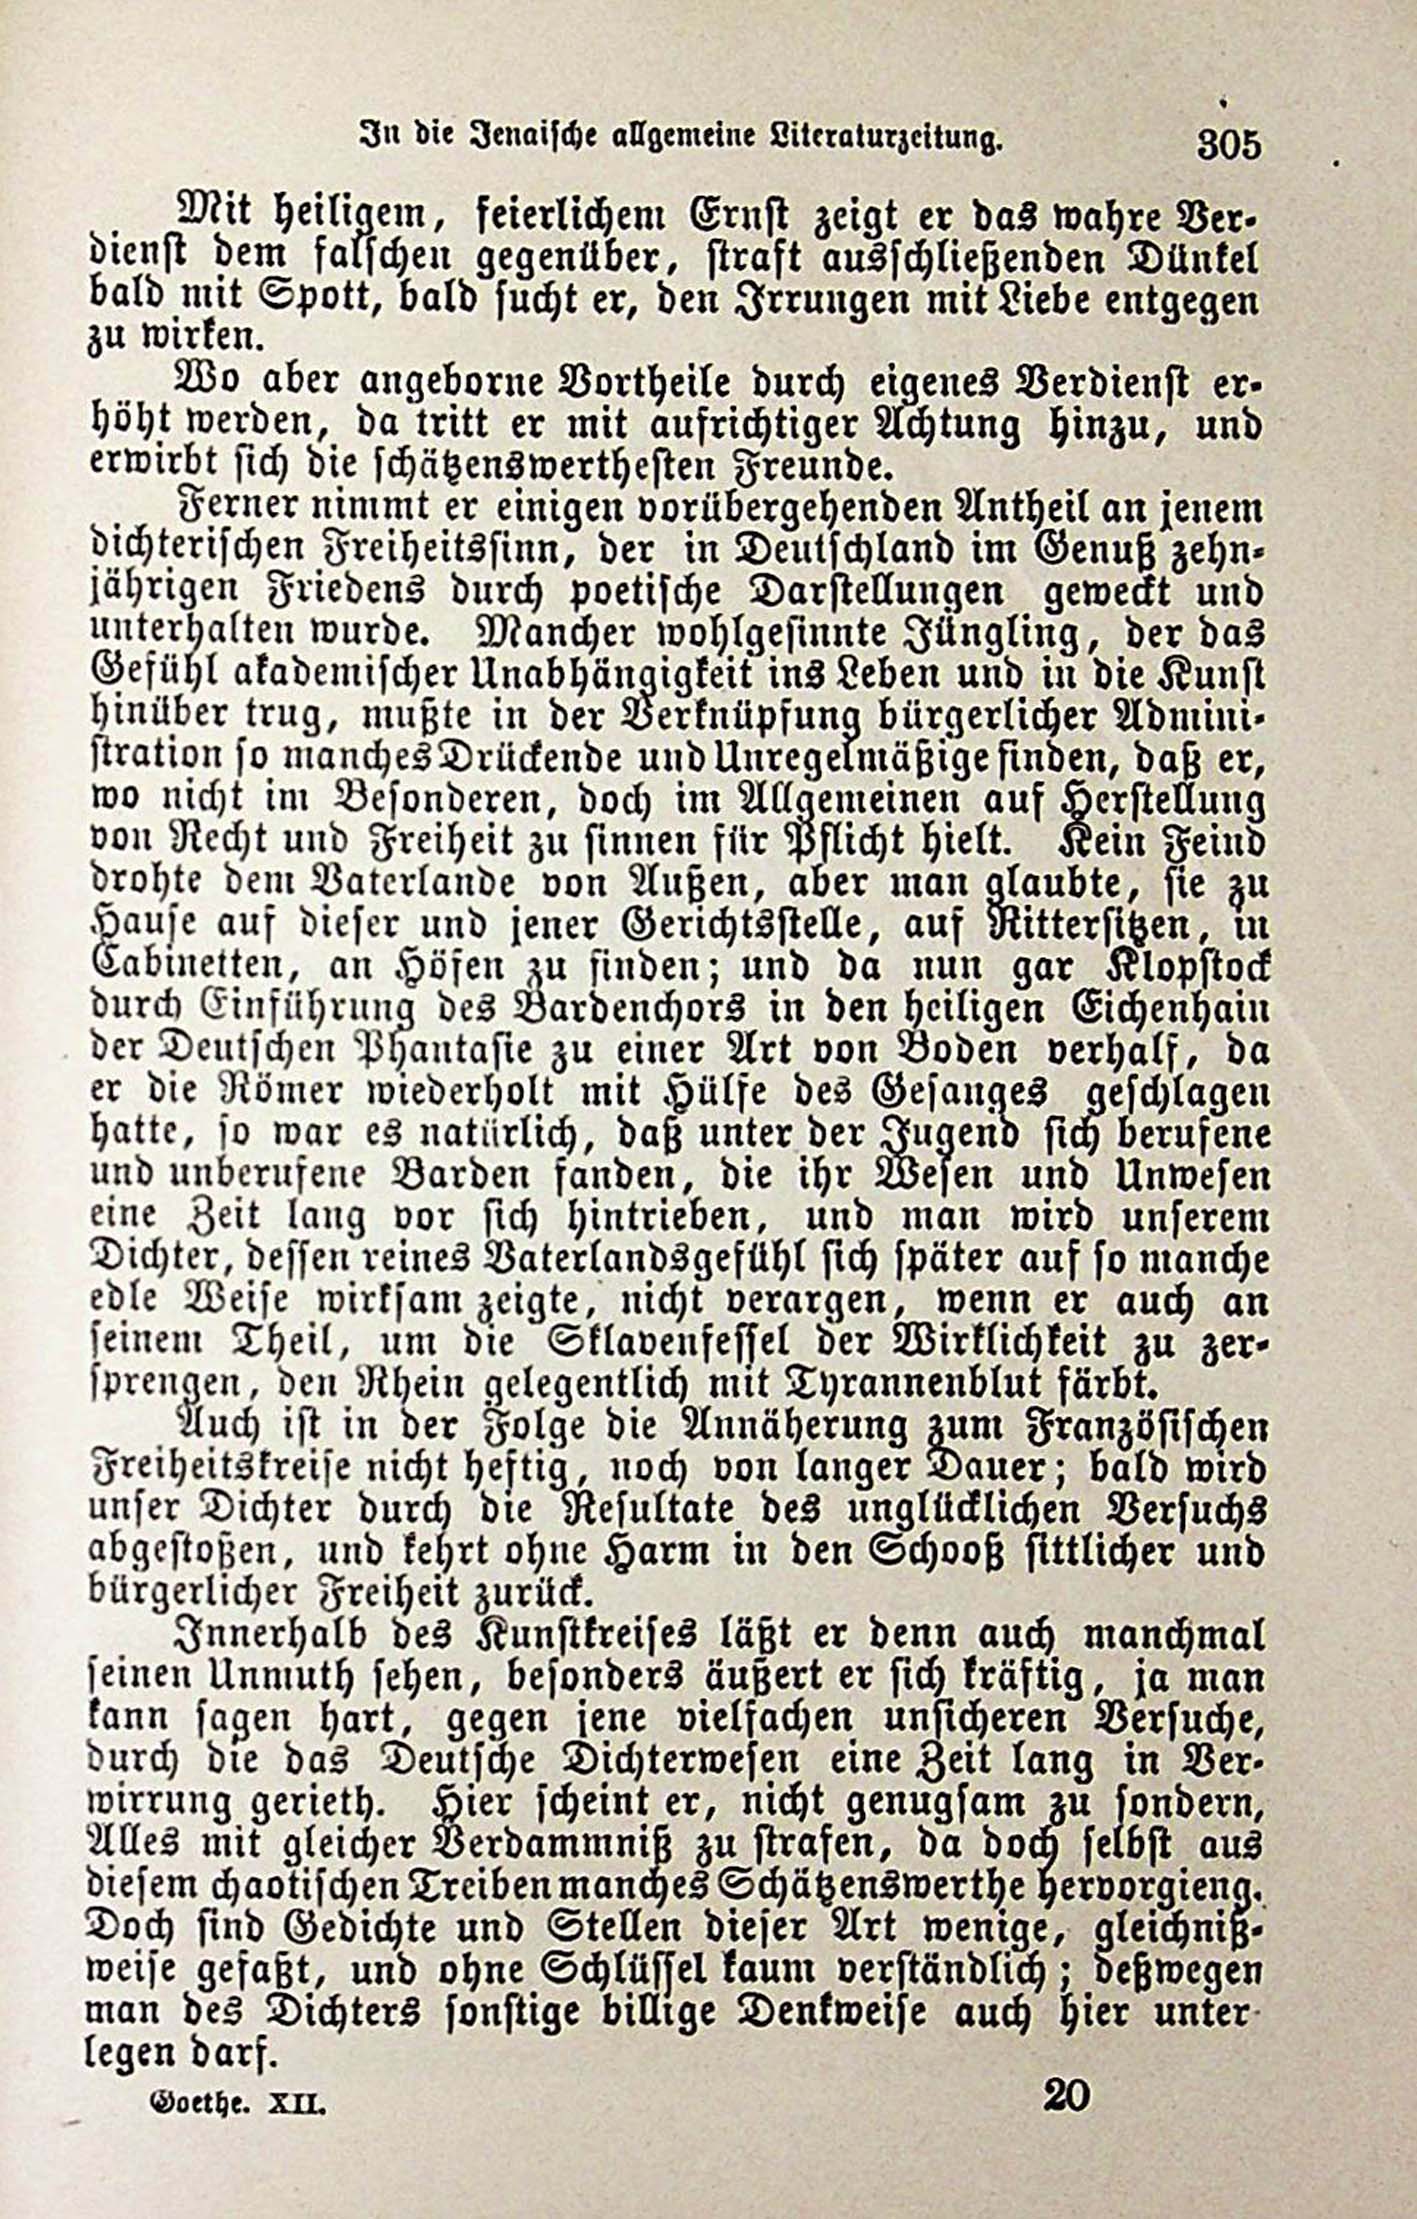 In die Jenaische allgemeine Literaturzeitung. 305
Mit heiligem, feierlichem Ernst zeigt er das wahre Ver-
dienst dem falschen gegenüber, straft ausschließenden Dünkel
bald mit Spott, bald sucht er, den Irrungen mit Liebe entgegen
zu wirken.
Wo aber angeborne Vortheile durch eigenes Verdienst er-
höht werden, da tritt er mit aufrichtiger Achtung hinzu, und
erwirbt sich die schätzenswerthesten Freunde.
Ferner nimmt er einigen vorübergehenden Antheil an jenem
dichterischen Freiheitssinn, der in Deutschland im Genuß zehn-
jährigen Friedens durch poetische Darstellungen geweckt und
unterhalten wurde. Mancher wohlgesinnte Jüngling, der das
Gefühl akademischer Unabhängigkeit ins Leben und in die Kunst
hinüber trug, mußte in der Verknüpfung bürgerlicher Admini-
stration so manches Drückende und Unregelmäßige finden, daß er,
wo nicht im Besonderen, doch im Allgemeinen auf Herstellung
von Recht und Freiheit zu sinnen für Pflicht hielt. Kein Feind
drohte dem Vaterlande von Außen, aber man glaubte, sie zu
Hause auf dieser und jener Gerichtsstelle, auf Rittersitzen, in
Cabinetten, an Höfen zu finden; und da nun gar Klopstock
durch Einführung des Bardenchors in den heiligen Eichenhain
der Deutschen Phantasie zu einer Art von Boden verhalf, da
er die Römer wiederholt mit Hülfe des Gesanges geschlagen
hatte, so war es natürlich, daß unter der Jugend sich berufene
und unberufene Barden fanden, die ihr Wesen und Unwesen
eine Zeit lang vor sich hintrieben, und man wird unserem
Dichter, dessen reines Vaterlandsgefühl sich später auf so manche
edle Weise wirksam zeigte, nicht verargen, wenn er auch an
seinem Theil, um die Sklavenfessel der Wirklichkeit zu zer-
sprengen, den Rhein gelegentlich mit Tyrannenblut färbt.
Auch ist in der Folge die Annäherung zum Französischen
Freiheitskreise nicht heftig, noch von langer Dauer; bald wird
unser Dichter durch die Resultate des unglücklichen Versuchs
abgestoßen, und kehrt ohne Harm in den Schooß sittlicher und
bürgerlicher Freiheit zurück.
Innerhalb des Kunstkreises läßt er denn auch manchmal
seinen Unmuth sehen, besonders äußert er sich kräftig, ja man
kann sagen hart, gegen jene vielfachen unsicheren Versuche,
durch die das Deutsche Dichterwesen eine Zeit lang in Ver-
wirrung gerieth. Hier scheint er, nicht genugsam zu sondern,
Alles mit gleicher Verdammniß zu strafen, da doch selbst aus
diesem chaotischen Treiben manches Schätzenswerthe hervorgieng.
Doch sind Gedichte und Stellen dieser Art wenige, gleichniß-
weise gefaßt, und ohne Schlüssel kaum verständlich; deßwegen
man des Dichters sonstige billige Denkweise auch hier unter-
legen darf.
Goethe. XII. 20